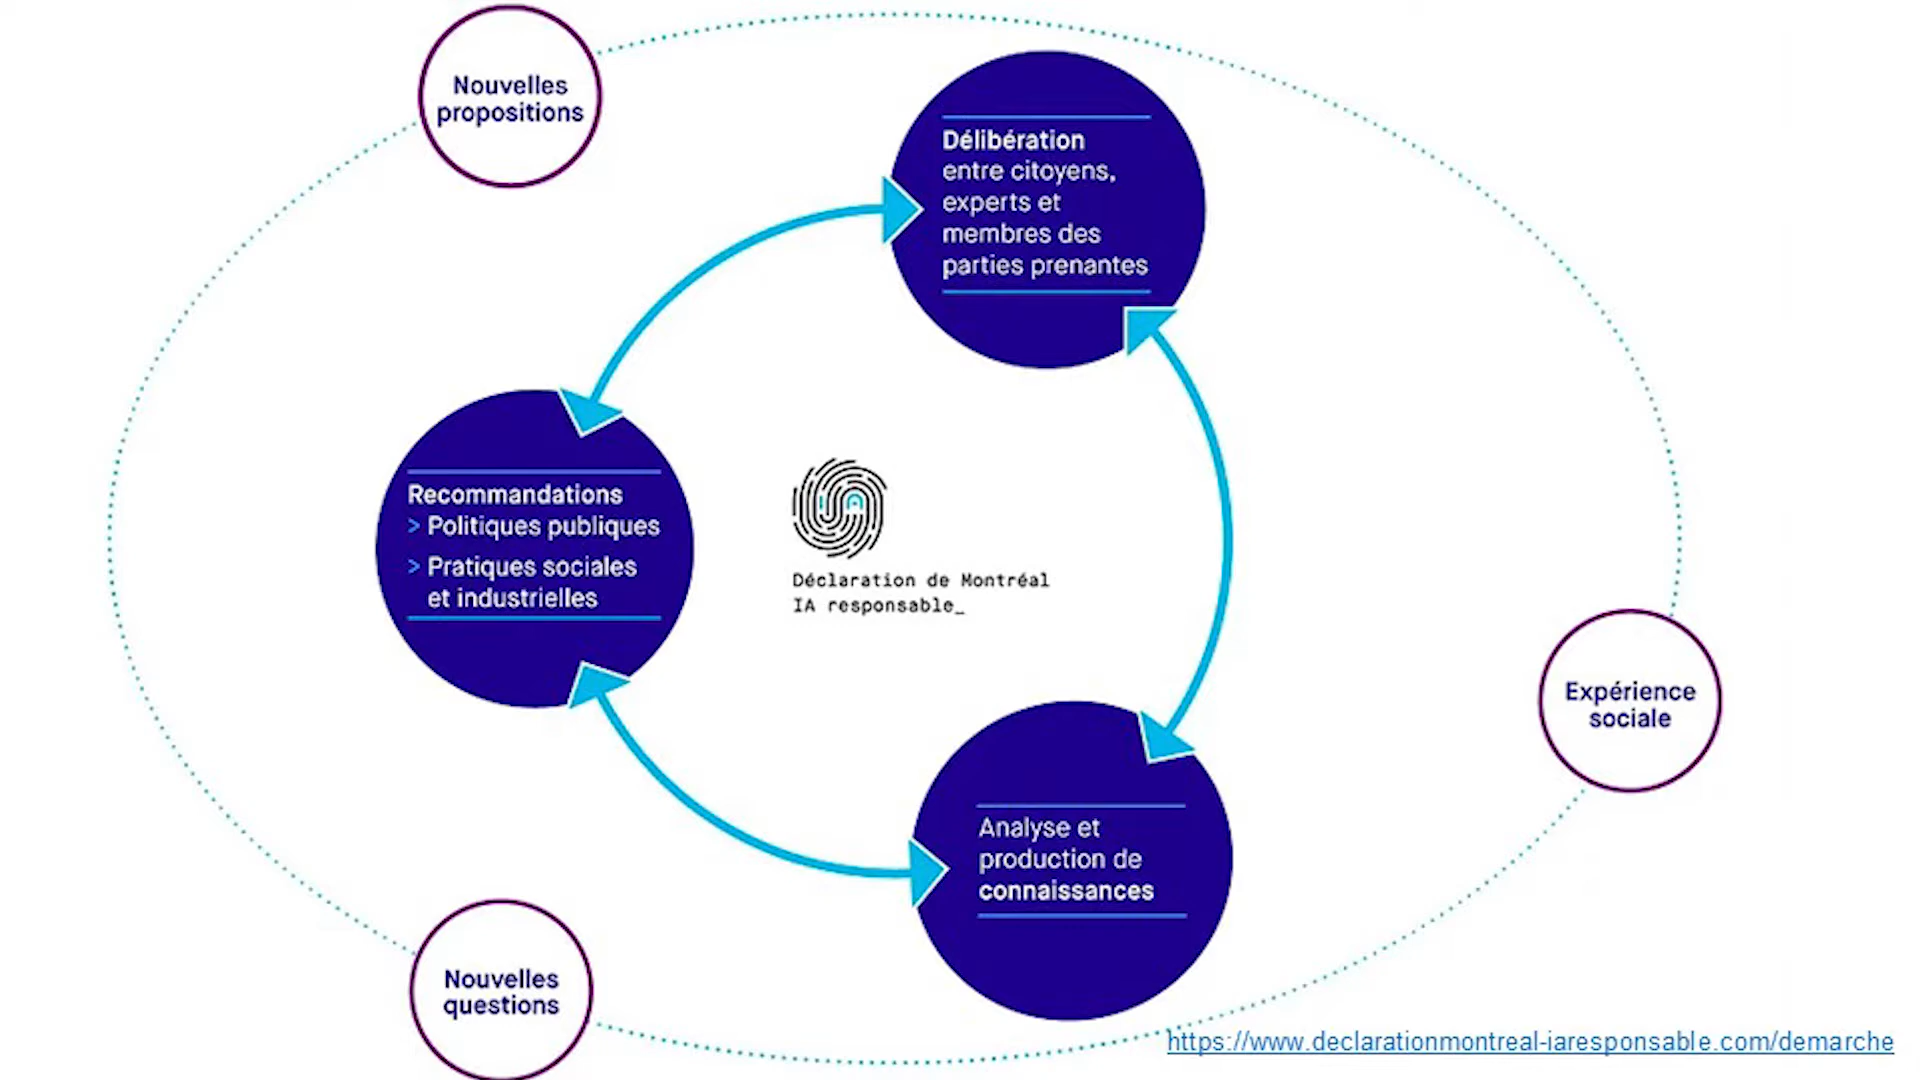 Nouvelles
propositions
Délibération
entre citoyens,
experts et
membres des
parties prenantes
Recommandations
> Politiques publiques
> Pratiques sociales
et industrielles
IA
Déclaration de Montréal
IA responsable_
Expérience
sociale
Analyse et
production de
connaissances
Nouvelles
questions
https://www.declarationmontreal-iaresponsable.com/demarche